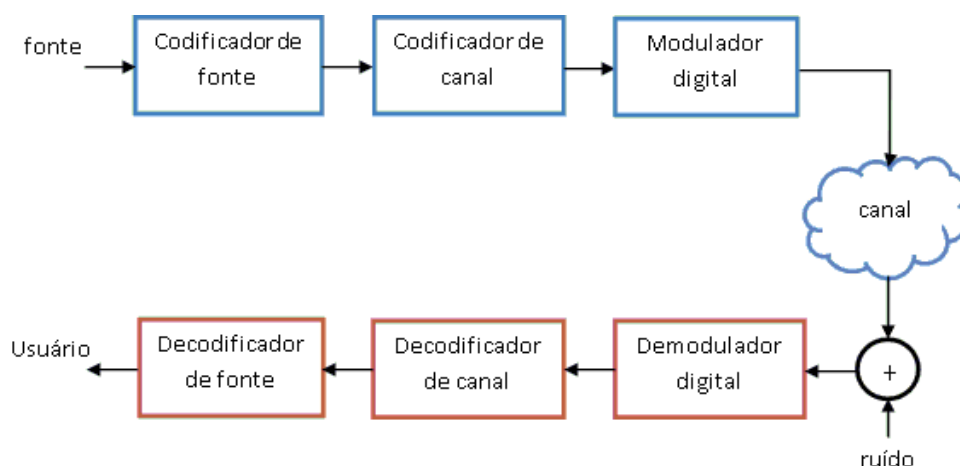 fonte
Codificador de
fonte
Codificador de
canal
Modulador
digital
canal
Usuário
Decodificador
de fonte
Decodificador
de canal
Demodulador
digital
+
ruído